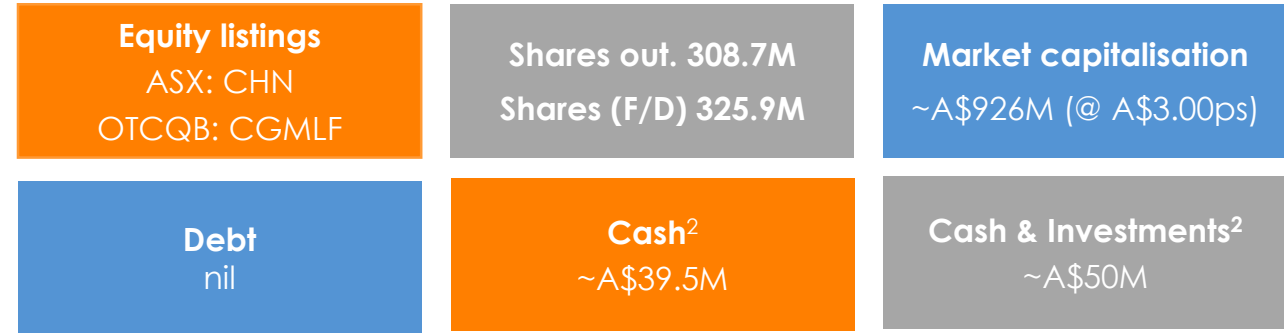 Equity listings
ASX: CHN
OTCQB: CGMLF
Shares out. 308.7M
Shares (F/D) 325.9M
Market capitalisation
~A$926M (@ A$3.00ps)
Debt
nil
Cash²
~A$39.5M
Cash & Investments²
~A$50M